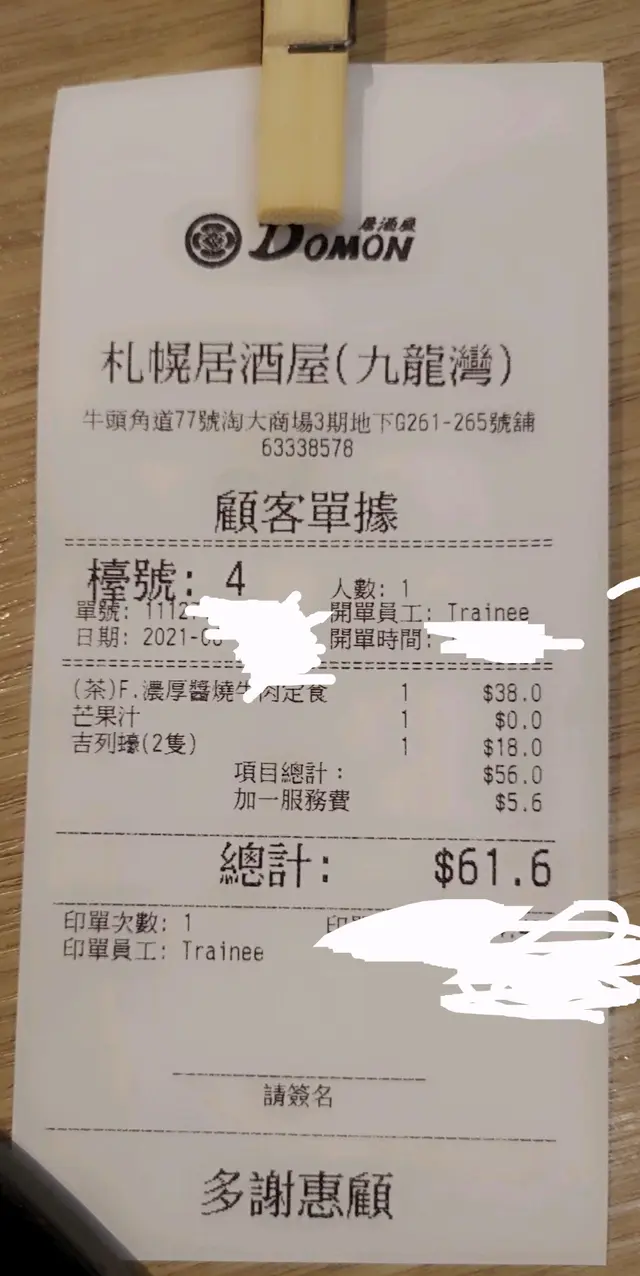 居酒屋
DOMON
札幌居酒屋(九龍灣)
牛頭角道77號淘大商場3期地下G261-265號舖
63338578
顧客單據
檯號: 4 人數: 1
單號: 開單員工: Trainee
日期: 2021- 開單時間:
(茶)F.濃厚醬燒牛肉定食 1 $38.0
芒果汁 1 $0.0
吉列蠔(2隻) 1 $18.0
項目總計: $56.0
加一服務費 $5.6
總計: $61.6
印單次數: 1
印單員工: Trainee
請簽名
多謝惠顧